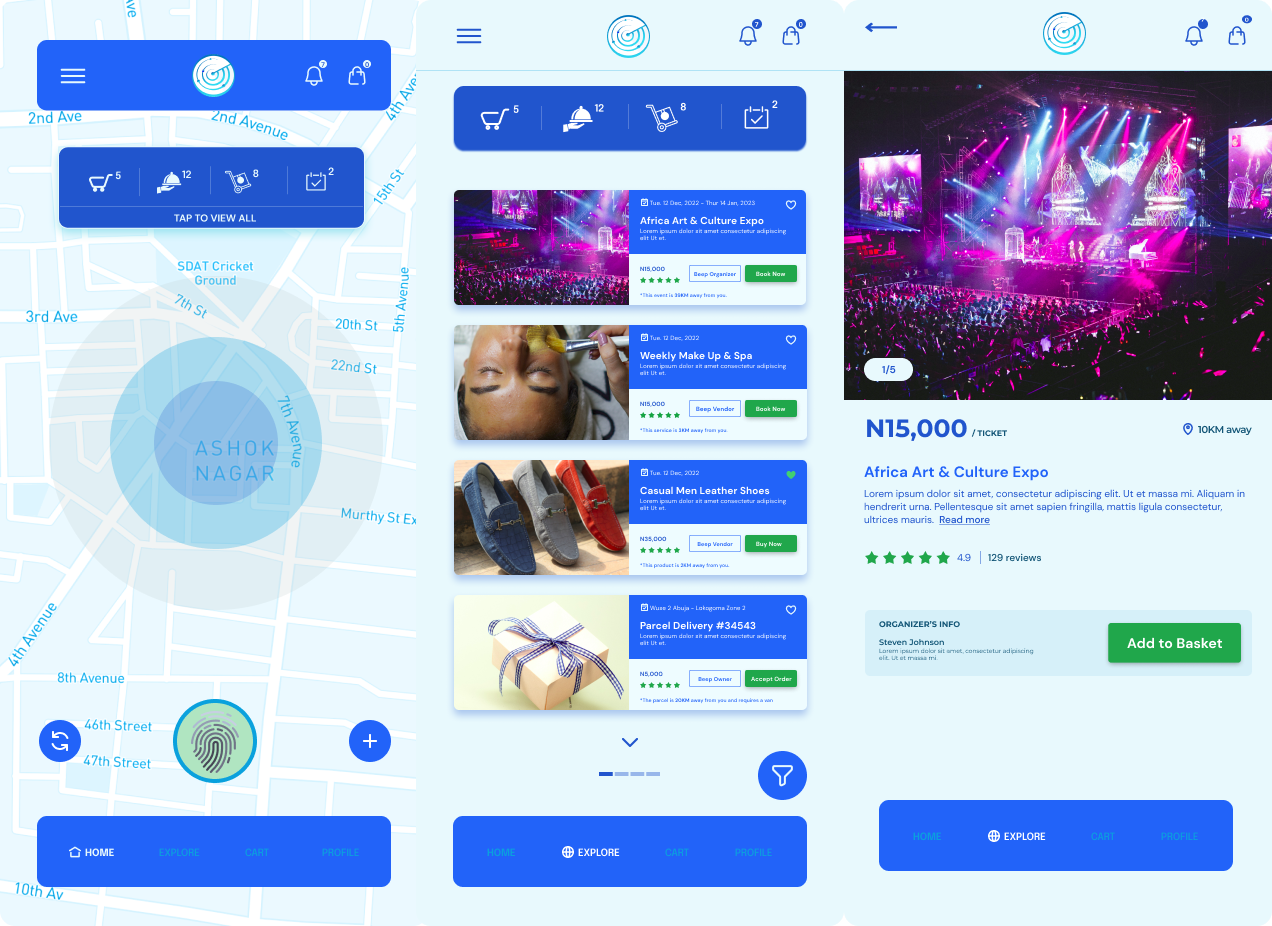 Ave
7
0
2nd Ave
2nd Avenue
4th Ave
5
12
8
2
TAP TO VIEW ALL
15th St
SDAT Cricket
Ground
7th St
3rd Ave
20th St
5th Avenue
22nd St
7th Avenue
ASHOK
NAGAR
Murthy St Ex
4th Avenue
8th Avenue
46th Street
47th Street
HOME
EXPLORE
CART
PROFILE
10th Av
7
0
5
12
8
2
Tue. 12 Dec, 2022 - Thur 14 Jan, 2023
Africa Art & Culture Expo
Lorem ipsum dolor sit amet consectetur adipiscing
elit Ut et.
N15,000
Beep Organizer
Book Now
*This event is 35KM away from you.
Tue. 12 Dec, 2022
Weekly Make Up & Spa
Lorem ipsum dolor sit amet consectetur adipiscing
elit Ut et.
N15,000
Beep Vendor
Book Now
*This service is 5KM away from you.
Tue. 12 Dec, 2022
Casual Men Leather Shoes
Lorem ipsum dolor sit amet consectetur adipiscing
elit Ut et.
N35,000
Beep Vendor
Buy Now
*This product is 2KM away from you.
Wuse 2 Abuja - Lokogoma Zone 2
Parcel Delivery #34543
Lorem ipsum dolor sit amet consectetur adipiscing
elit Ut et.
N5,000
Beep Owner
Accept Order
*The parcel is 20KM away from you and requires a van
HOME
EXPLORE
CART
PROFILE
0
1/5
N15,000 / TICKET
10KM away
Africa Art & Culture Expo
Lorem ipsum dolor sit amet, consectetur adipiscing elit. Ut et massa mi. Aliquam in
hendrerit urna. Pellentesque sit amet sapien fringilla, mattis ligula consectetur,
ultrices mauris. Read more
4.9
129 reviews
ORGANIZER'S INFO
Steven Johnson
Lorem ipsum dolor sit amet, consectetur adipiscing
elit. Ut et massa mi.
Add to Basket
HOME
EXPLORE
CART
PROFILE